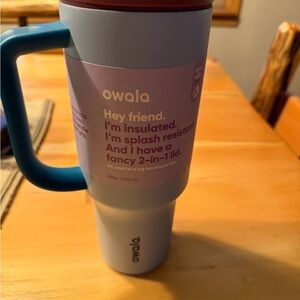 owala
Hey friend.
I'm insulated.
I'm splash resistant.
And I have a
fancy 2-in-1 lid.
owala